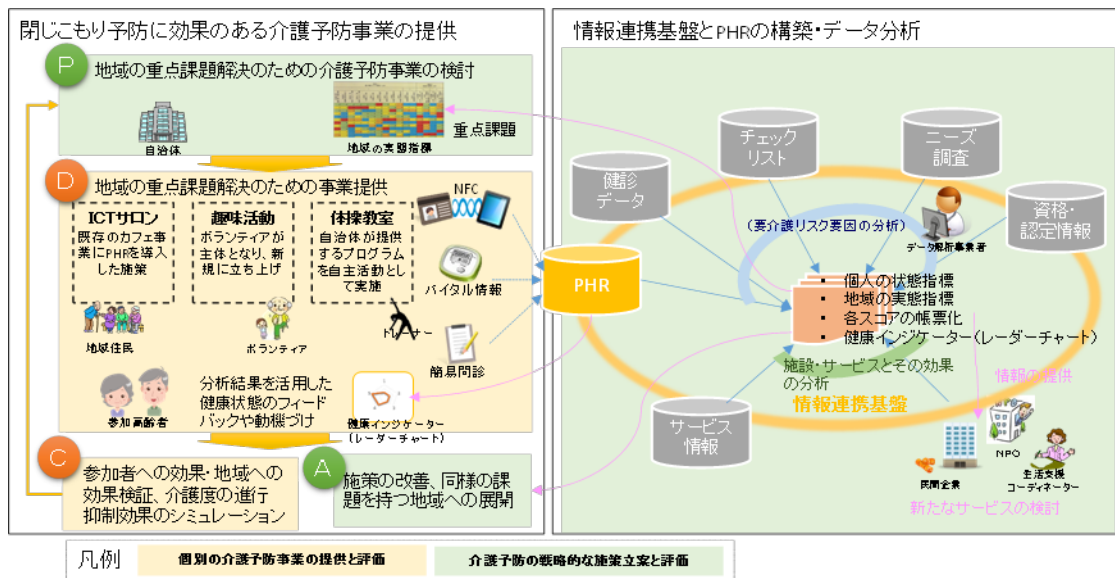 閉じこもり予防に効果のある介護予防事業の提供
P
地域の重点課題解決のための介護予防事業の検討
自治体
地域の実態指標
重点課題
D
地域の重点課題解決のための事業提供
ICTサロン
既存のカフェ事
業にPHRを導入
した施策
趣味活動
ボランティアが
主体となり、新
規に立ち上げ
体操教室
自治体が提供
するプログラム
を自主活動とし
て実施
NFC
バイタル情報
簡易問診
地域住民
ボランティア
トレーナー
参加高齢者
分析結果を活用した
健康状態のフィード
バックや動機づけ
健康インジケーター
(レーダーチャート)
C
参加者への効果・地域への
効果検証、介護度の進行
抑制効果のシミュレーション
A
施策の改善、同様の課
題を持つ地域への展開
情報連携基盤とPHRの構築・データ分析
PHR
健診
データ
チェック
リスト
ニーズ
調査
資格・
認定情報
サービス
情報
(要介護リスク要因の分析)
データ解析事業者
• 個人の状態指標
• 地域の実態指標
• 各スコアの帳票化
• 健康インジケーター(レーダーチャート)
施設・サービスとその効果
の分析
情報連携基盤
情報の提供
民間企業
NPO
生活支援
コーディネーター
新たなサービスの検討
凡例
個別の介護予防事業の提供と評価
介護予防の戦略的な施策立案と評価